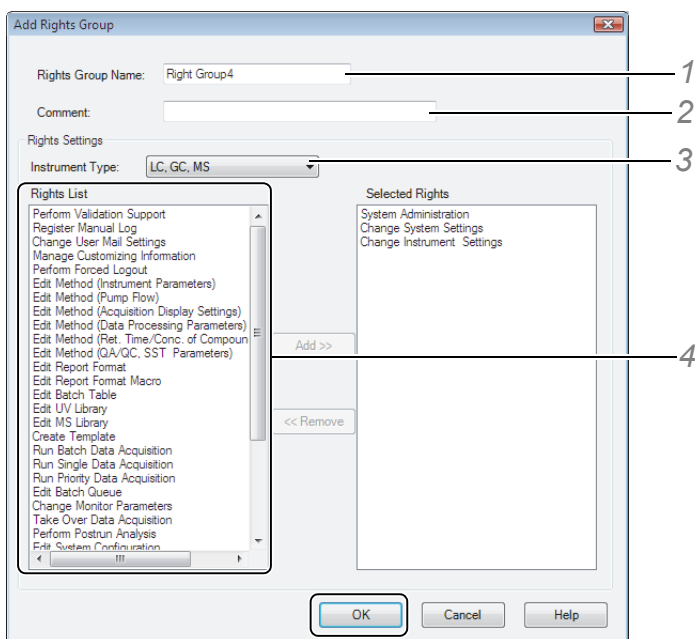 Add Rights Group
Rights Group Name: Right Group4 1
Comment: 2
Rights Settings
Instrument Type: LC, GC, MS 3
Rights List
Perform Validation Support
Register Manual Log
Change User Mail Settings
Manage Customizing Information
Perform Forced Logout
Edit Method (Instrument Parameters)
Edit Method (Pump Flow)
Edit Method (Acquisition Display Settings)
Edit Method (Data Processing Parameters)
Edit Method (Ret. Time/Conc. of Compoun
Edit Method (QA/QC, SST Parameters)
Edit Report Format
Edit Report Format Macro
Edit Batch Table
Edit UV Library
Edit MS Library
Create Template
Run Batch Data Acquisition
Run Single Data Acquisition
Run Priority Data Acquisition
Edit Batch Queue
Change Monitor Parameters
Take Over Data Acquisition
Perform Postrun Analysis
Edit System Configuration
Add >>
<< Remove
Selected Rights
System Administration
Change System Settings
Change Instrument Settings
4
OK Cancel Help